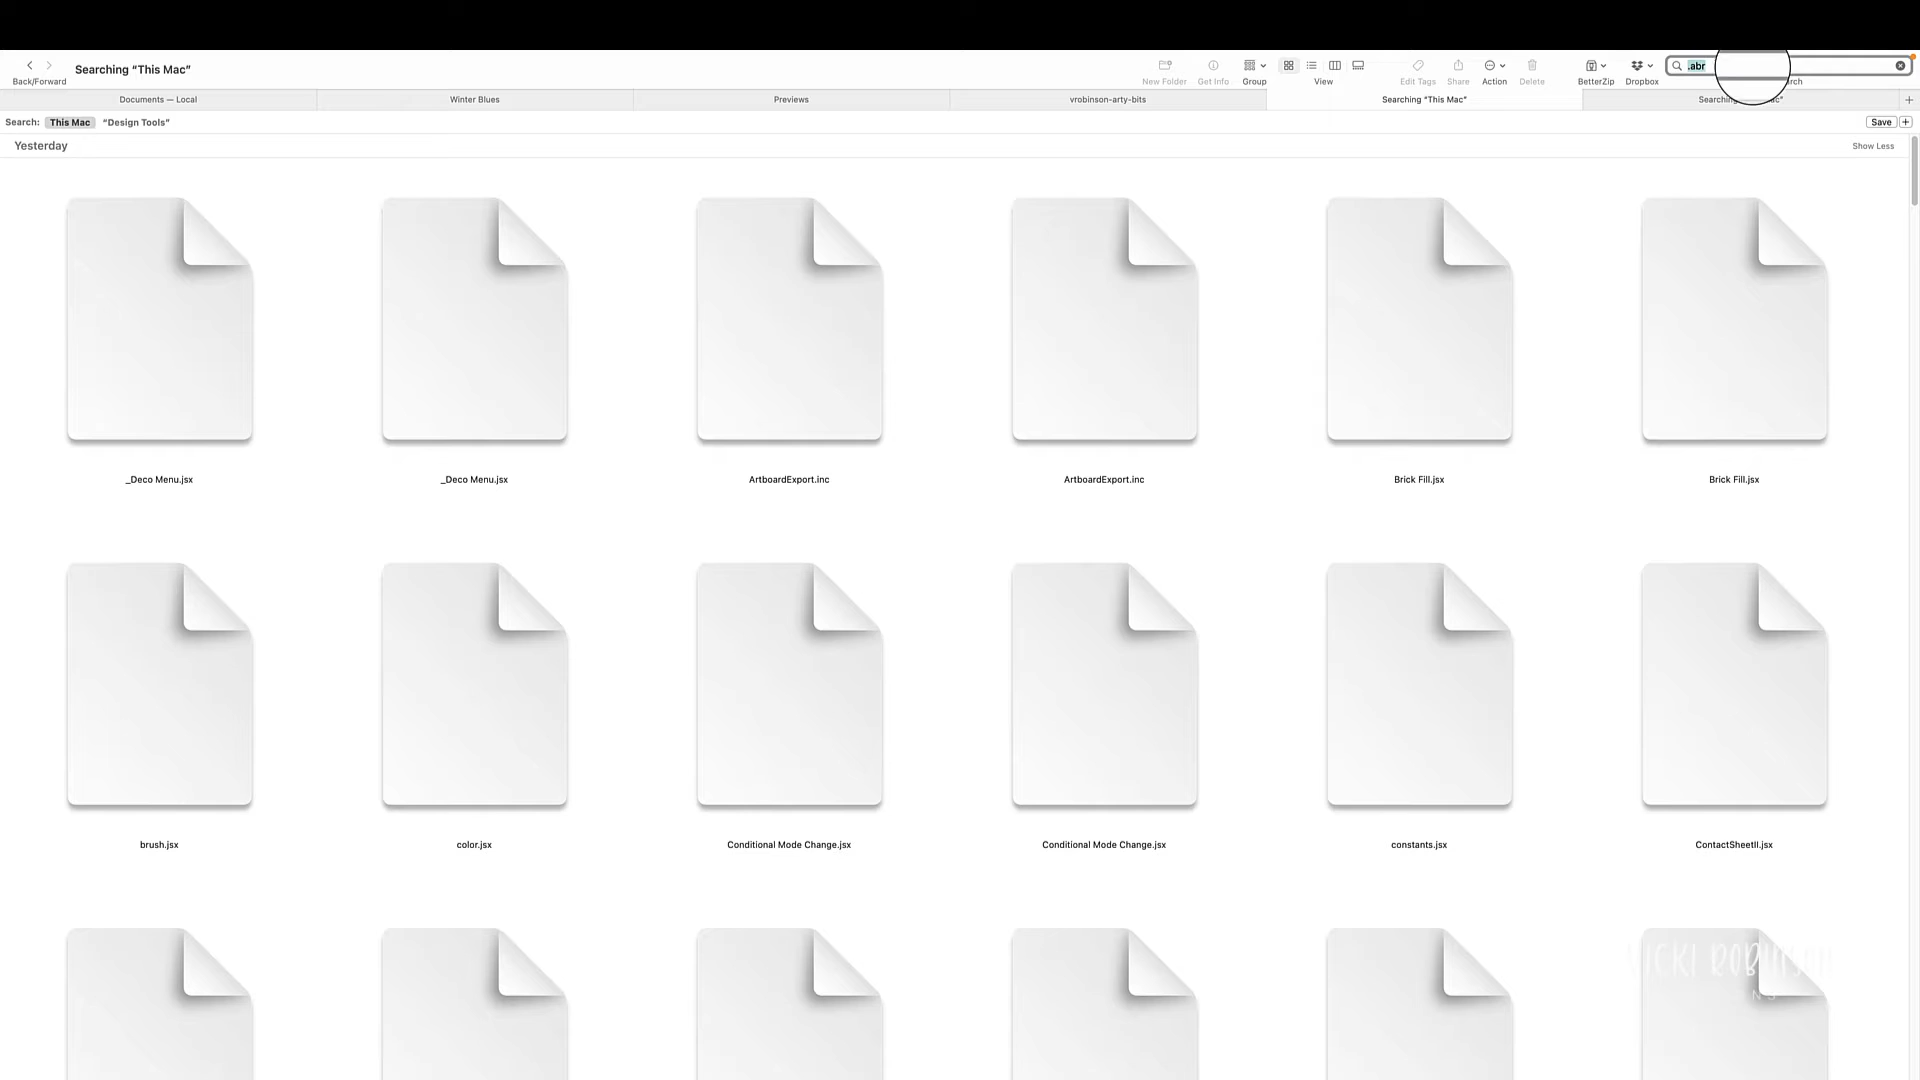 Searching “This Mac”
.abr
Back/Forward
New Folder
Get Info
Group
View
Edit Tags
Share
Action
Delete
BetterZip
Dropbox
Documents — Local
Winter Blues
Previews
vrobinson-arty-bits
Searching “This Mac”
Search:
This Mac
“Design Tools”
Save
Yesterday
Show Less
_Deco Menu.jsx
_Deco Menu.jsx
ArtboardExport.inc
ArtboardExport.inc
Brick Fill.jsx
Brick Fill.jsx
brush.jsx
color.jsx
Conditional Mode Change.jsx
Conditional Mode Change.jsx
constants.jsx
ContactSheetII.jsx